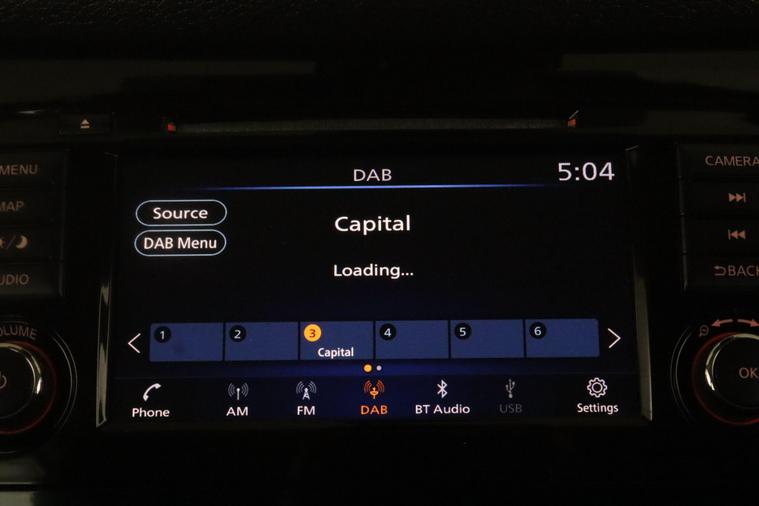 MENU
MAP
UDIO
VOLUME
DAB
5:04
Source
DAB Menu
Capital
Loading...
1
2
3
Capital
4
5
6
Phone
AM
FM
DAB
BT Audio
USB
Settings
CAMERA
BACK
OK